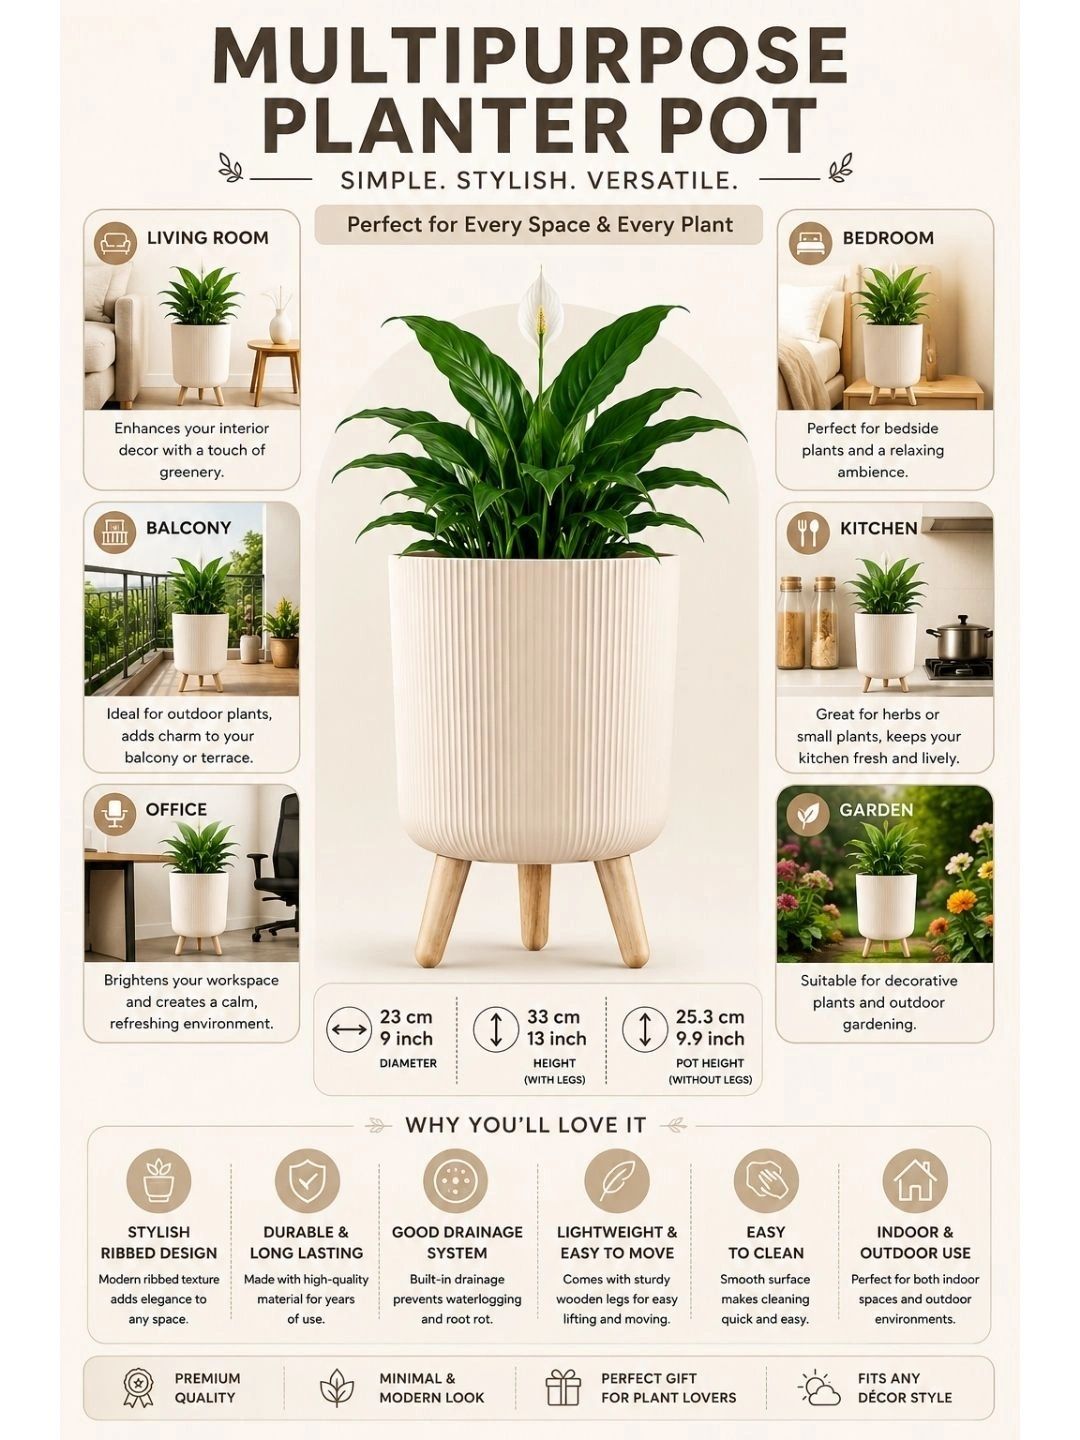 MULTIPURPOSE
PLANTER POT
SIMPLE. STYLISH. VERSATILE.
Perfect for Every Space & Every Plant
LIVING ROOM
Enhances your interior
decor with a touch of
greenery.
BEDROOM
Perfect for bedside
plants and a relaxing
ambience.
BALCONY
Ideal for outdoor plants,
adds charm to your
balcony or terrace.
KITCHEN
Great for herbs or
small plants, keeps your
kitchen fresh and lively.
OFFICE
Brightens your workspace
and creates a calm,
refreshing environment.
GARDEN
Suitable for decorative
plants and outdoor
gardening.
23 cm
9 inch
DIAMETER
33 cm
13 inch
HEIGHT
(WITH LEGS)
25.3 cm
9.9 inch
POT HEIGHT
(WITHOUT LEGS)
WHY YOU'LL LOVE IT
STYLISH
RIBBED DESIGN
Modern ribbed texture
adds elegance to
any space.
DURABLE &
LONG LASTING
Made with high-quality
material for years
of use.
GOOD DRAINAGE
SYSTEM
Built-in drainage
prevents waterlogging
and root rot.
LIGHTWEIGHT &
EASY TO MOVE
Comes with sturdy
wooden legs for easy
lifting and moving.
EASY
TO CLEAN
Smooth surface
makes cleaning
quick and easy.
INDOOR &
OUTDOOR USE
Perfect for both indoor
spaces and outdoor
environments.
PREMIUM
QUALITY
MINIMAL &
MODERN LOOK
PERFECT GIFT
FOR PLANT LOVERS
FITS ANY
DÉCOR STYLE